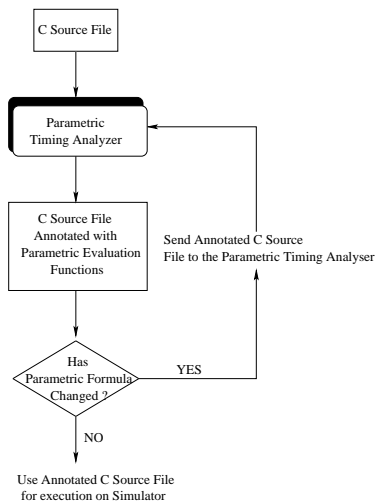 C Source File
Parametric
Timing Analyzer
C Source File
Annotated with
Parametric Evaluation
Functions
Send Annotated C Source
File to the Parametric Timing Analyser
Has
Parametric Formula
Changed ?
YES
NO
Use Annotated C Source File
for execution on Simulator